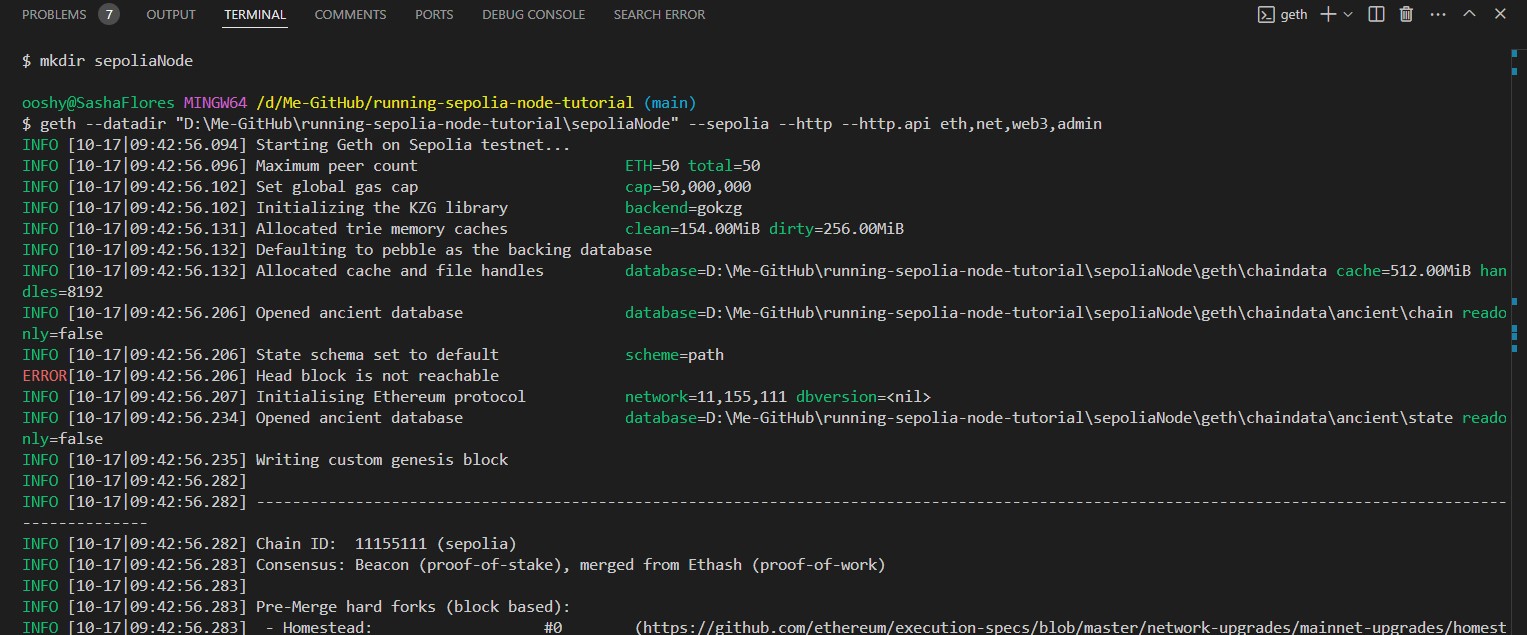 PROBLEMS 7 OUTPUT TERMINAL COMMENTS PORTS DEBUG CONSOLE SEARCH ERROR geth
$ mkdir sepoliaNode
ooshy@SashaFlores MINGW64 /d/Me-GitHub/running-sepolia-node-tutorial (main)
$ geth --datadir "D:\Me-GitHub\running-sepolia-node-tutorial\sepoliaNode" --sepolia --http --http.api eth,net,web3,admin
INFO [10-17|09:42:56.094] Starting Geth on Sepolia testnet...
INFO [10-17|09:42:56.096] Maximum peer count                       ETH=50 total=50
INFO [10-17|09:42:56.102] Set global gas cap                       cap=50,000,000
INFO [10-17|09:42:56.102] Initializing the KZG library             backend=gokzg
INFO [10-17|09:42:56.131] Allocated trie memory caches             clean=154.00MiB dirty=256.00MiB
INFO [10-17|09:42:56.132] Defaulting to pebble as the backing database
INFO [10-17|09:42:56.132] Allocated cache and file handles         database=D:\Me-GitHub\running-sepolia-node-tutorial\sepoliaNode\geth\chaindata cache=512.00MiB han
dles=8192
INFO [10-17|09:42:56.206] Opened ancient database                  database=D:\Me-GitHub\running-sepolia-node-tutorial\sepoliaNode\geth\chaindata\ancient\chain reado
nly=false
INFO [10-17|09:42:56.206] State schema set to default              scheme=path
ERROR[10-17|09:42:56.206] Head block is not reachable
INFO [10-17|09:42:56.207] Initialising Ethereum protocol           network=11,155,111 dbversion=<nil>
INFO [10-17|09:42:56.234] Opened ancient database                  database=D:\Me-GitHub\running-sepolia-node-tutorial\sepoliaNode\geth\chaindata\ancient\state reado
nly=false
INFO [10-17|09:42:56.235] Writing custom genesis block
INFO [10-17|09:42:56.282]
INFO [10-17|09:42:56.282] -------------------------------------------------------------------------------------------------------------------------------------------
--------------
INFO [10-17|09:42:56.282] Chain ID:  11155111 (sepolia)
INFO [10-17|09:42:56.283] Consensus: Beacon (proof-of-stake), merged from Ethash (proof-of-work)
INFO [10-17|09:42:56.283]
INFO [10-17|09:42:56.283] Pre-Merge hard forks (block based):
INFO [10-17|09:42:56.283]  - Homestead:                   #0        (https://github.com/ethereum/execution-specs/blob/master/network-upgrades/mainnet-upgrades/homest